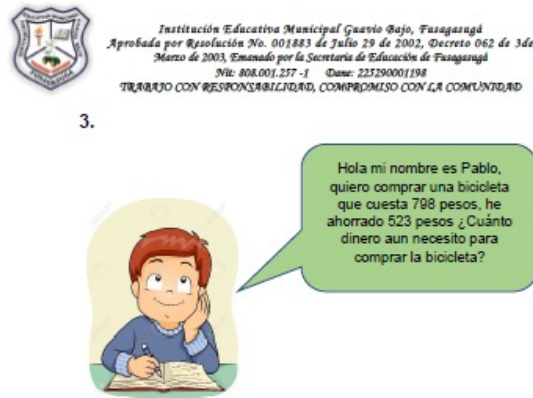 Institución Educativa Municipal Guavio Bajo, Fusagasugá
Aprobada por Resolución No. 001883 de Julio 29 de 2002, Decreto 062 de 3de
Marzo de 2003, Emanado por la Secretaria de Educación de Fusagasugá
Nit: 808.001.257 -1 Dane: 225290001198
TRABAJO CON RESPONSABILIDAD, COMPROMISO CON LA COMUNIDAD
3.
Hola mi nombre es Pablo,
quiero comprar una bicicleta
que cuesta 798 pesos, he
ahorrado 523 pesos ¿Cuánto
dinero aun necesito para
comprar la bicicleta?